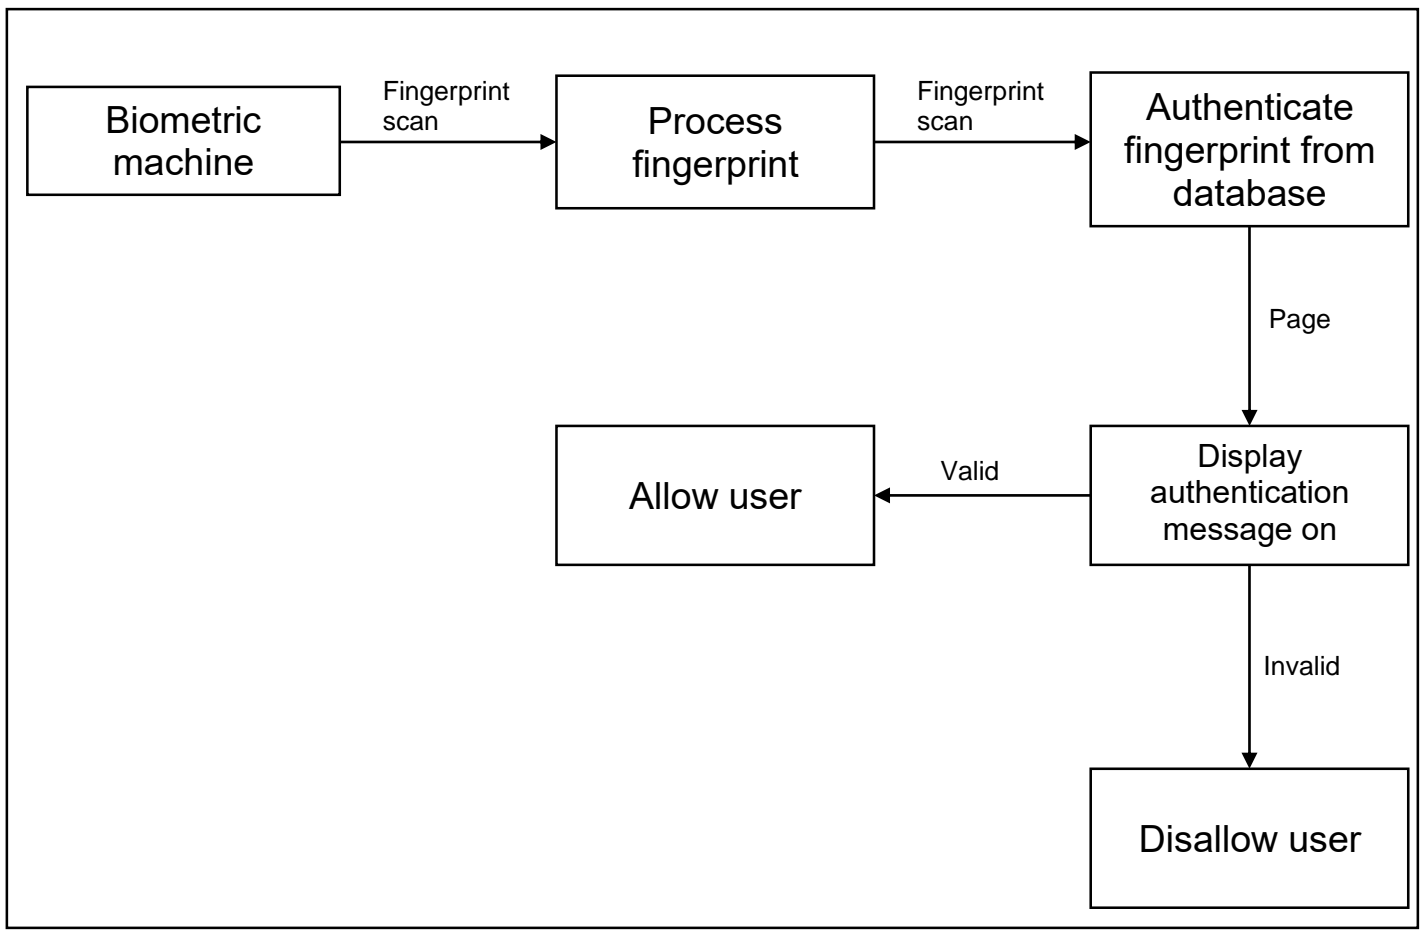 Biometric
machine
Fingerprint
scan
Process
fingerprint
Fingerprint
scan
Authenticate
fingerprint from
database
Page
Allow user
Valid
Display
authentication
message on
Invalid
Disallow user